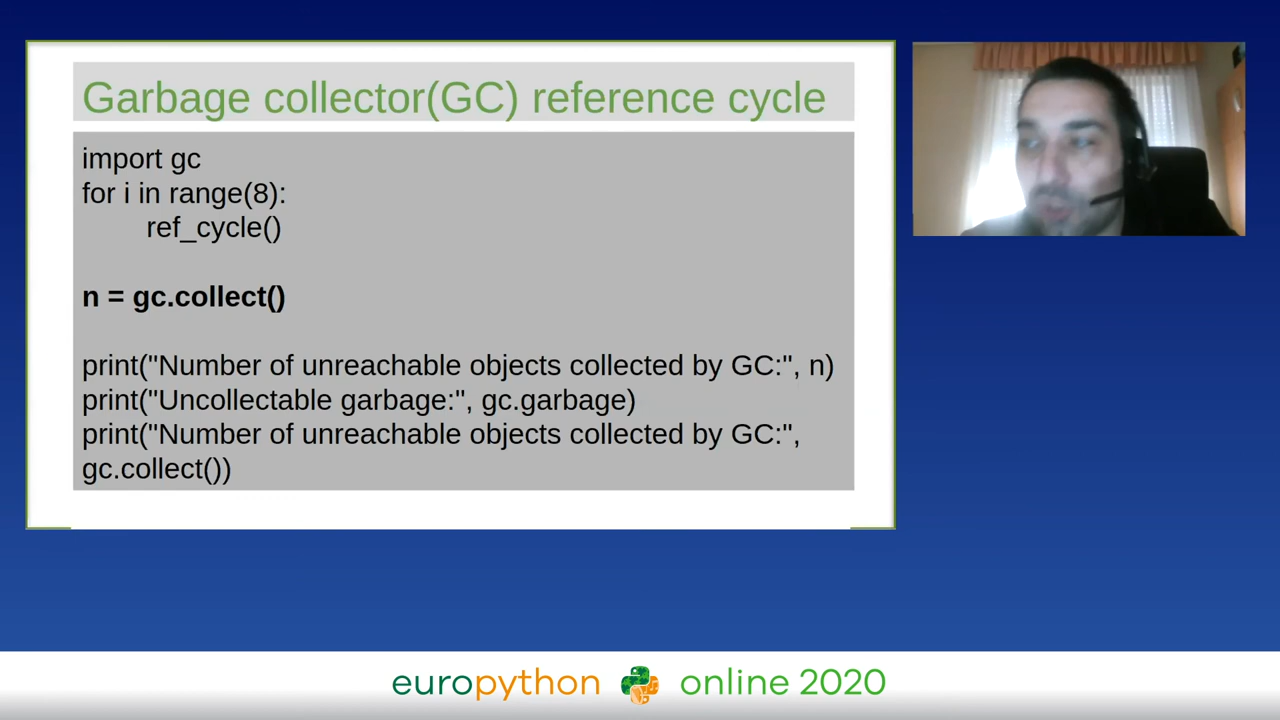 Garbage collector(GC) reference cycle
import gc
for i in range(8):
ref_cycle()
n = gc.collect()
print("Number of unreachable objects collected by GC:", n)
print("Uncollectable garbage:", gc.garbage)
print("Number of unreachable objects collected by GC:",
gc.collect())
europython online 2020